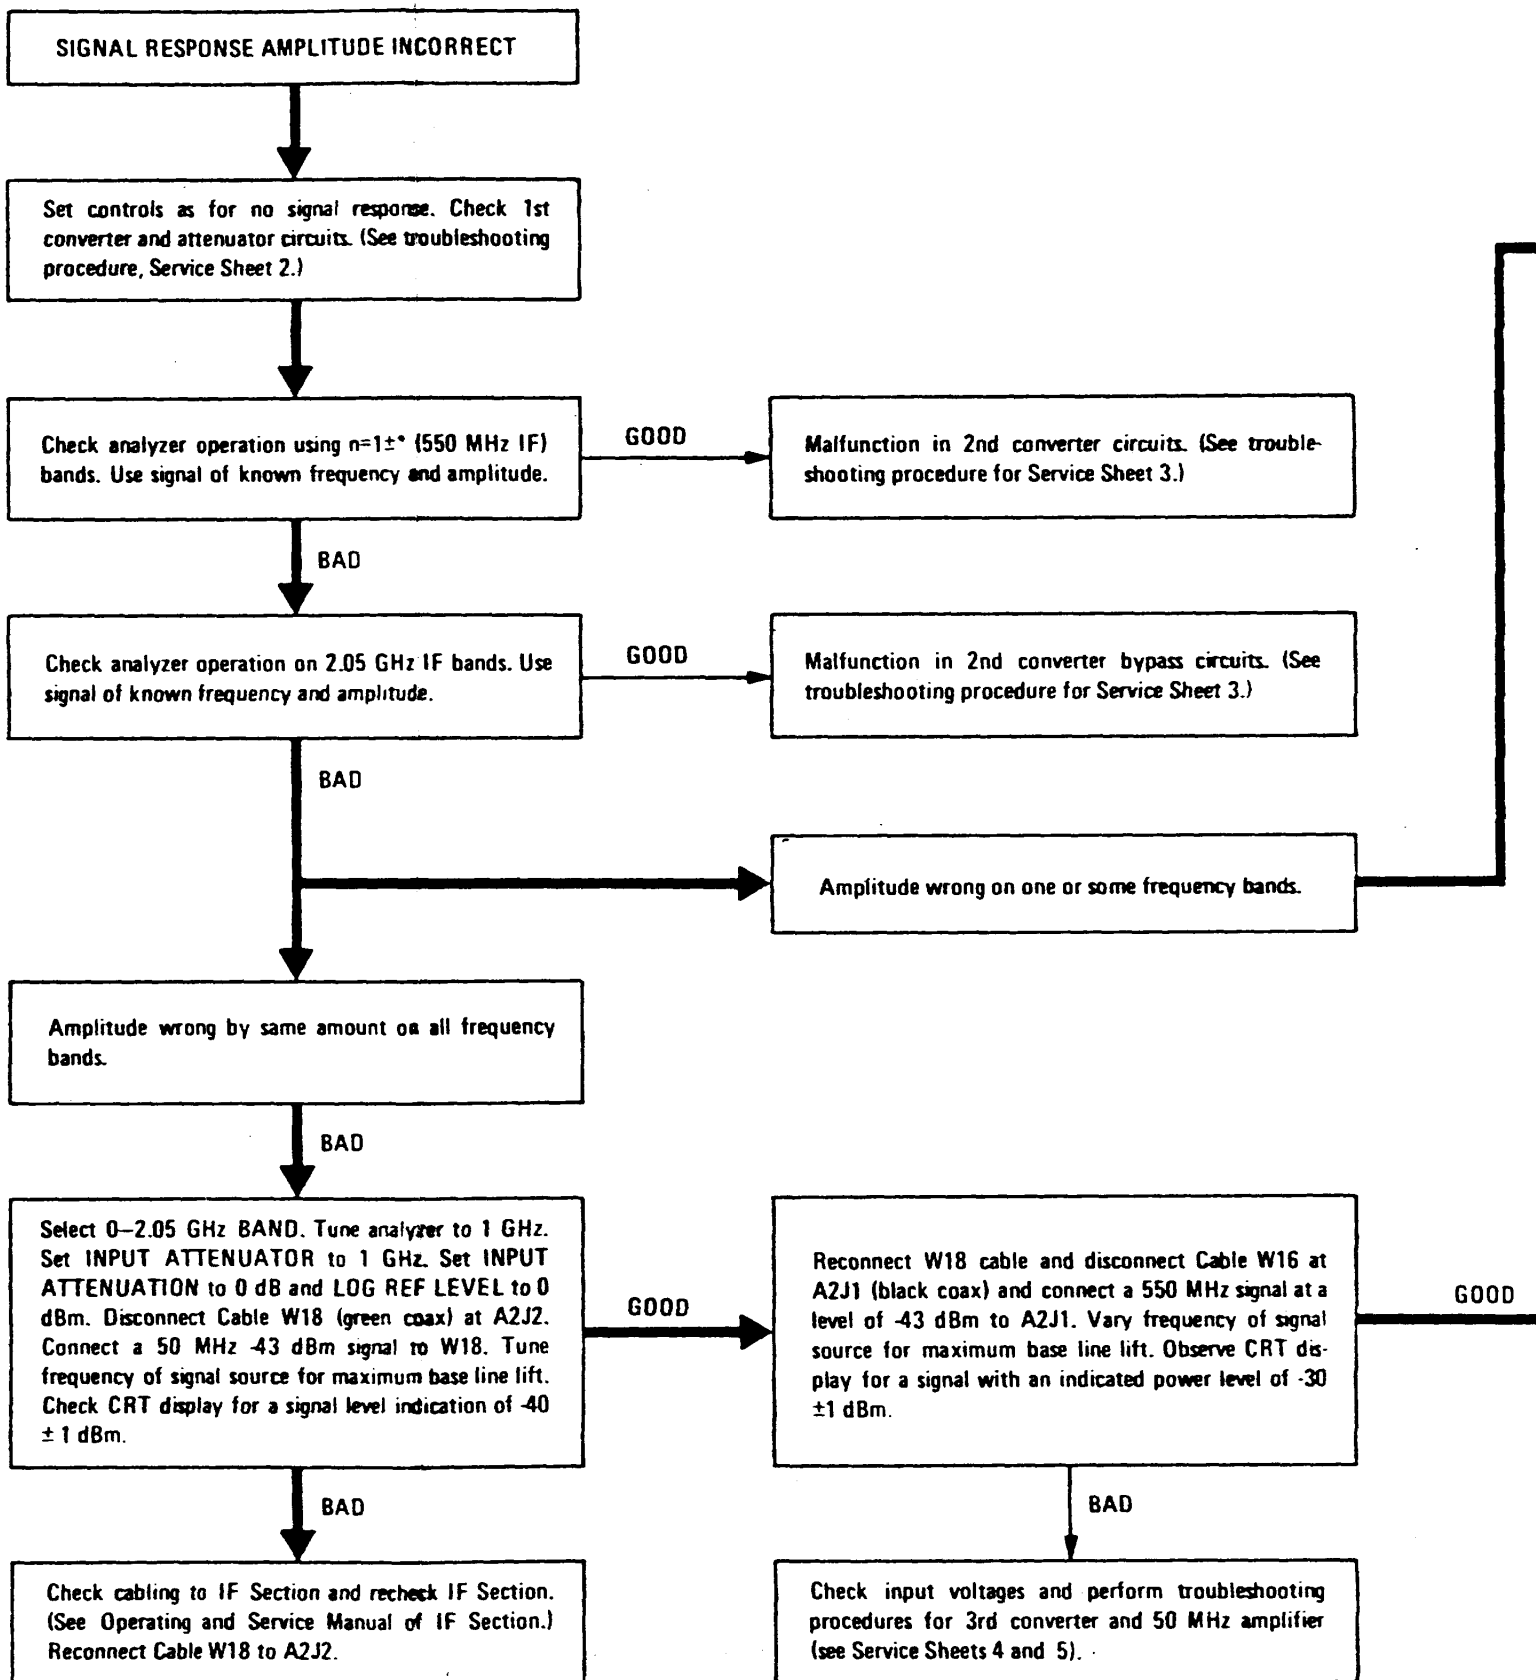 SIGNAL RESPONSE AMPLITUDE INCORRECT
Set controls as for no signal response. Check 1st
converter and attenuator circuits. (See troubleshooting
procedure, Service Sheet 2.)
Check analyzer operation using n=1±* (550 MHz IF)
bands. Use signal of known frequency and amplitude.
GOOD
Malfunction in 2nd converter circuits. (See trouble-
shooting procedure for Service Sheet 3.)
BAD
Check analyzer operation on 2.05 GHz IF bands. Use
signal of known frequency and amplitude.
GOOD
Malfunction in 2nd converter bypass circuits. (See
troubleshooting procedure for Service Sheet 3.)
BAD
Amplitude wrong on one or some frequency bands.
Amplitude wrong by same amount on all frequency
bands.
BAD
Select 0–2.05 GHz BAND. Tune analyzer to 1 GHz.
Set INPUT ATTENUATOR to 1 GHz. Set INPUT
ATTENUATION to 0 dB and LOG REF LEVEL to 0
dBm. Disconnect Cable W18 (green coax) at A2J2.
Connect a 50 MHz -43 dBm signal to W18. Tune
frequency of signal source for maximum base line lift.
Check CRT display for a signal level indication of -40
± 1 dBm.
GOOD
Reconnect W18 cable and disconnect Cable W16 at
A2J1 (black coax) and connect a 550 MHz signal at a
level of -43 dBm to A2J1. Vary frequency of signal
source for maximum base line lift. Observe CRT dis-
play for a signal with an indicated power level of -30
±1 dBm.
GOOD
BAD
Check cabling to IF Section and recheck IF Section.
(See Operating and Service Manual of IF Section.)
Reconnect Cable W18 to A2J2.
BAD
Check input voltages and perform troubleshooting
procedures for 3rd converter and 50 MHz amplifier
(see Service Sheets 4 and 5).